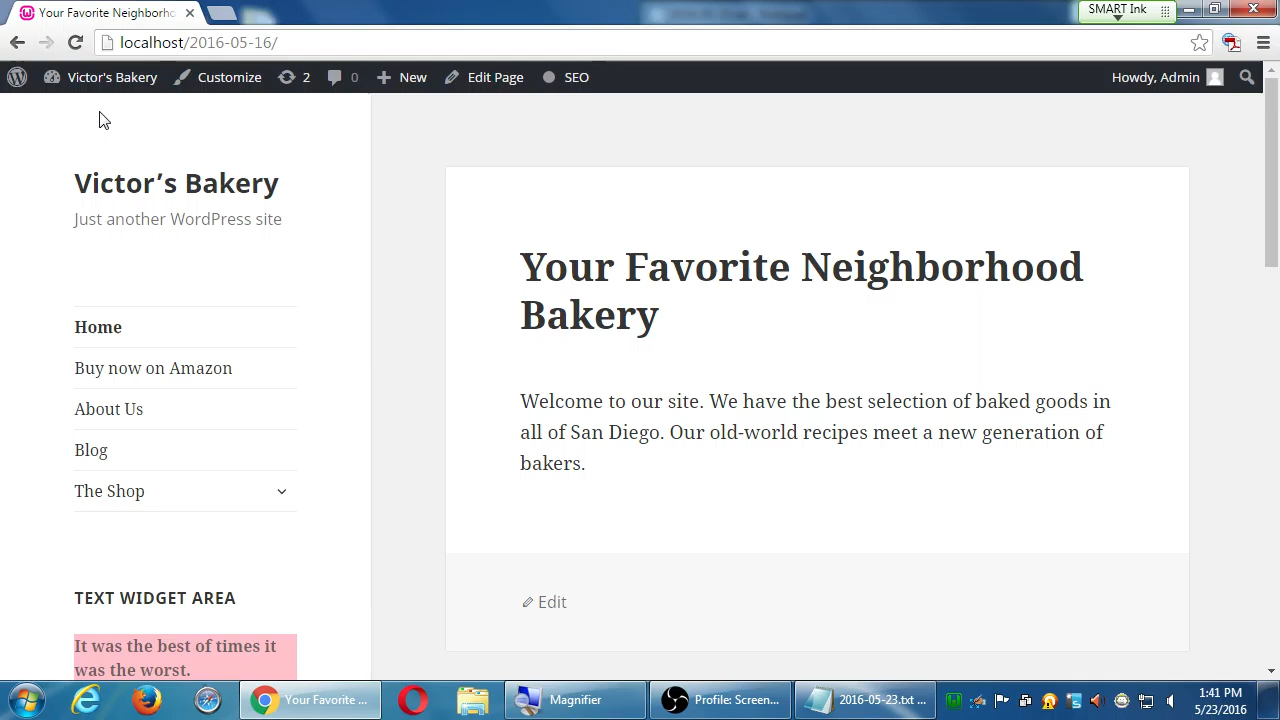 Your Favorite Neighborho
SMART Ink
localhost/2016-05-16/
Victor's Bakery Customize 2 0 New Edit Page SEO Howdy, Admin
Victor's Bakery
Just another WordPress site
Home
Buy now on Amazon
About Us
Blog
The Shop
TEXT WIDGET AREA
It was the best of times it
was the worst.
Your Favorite Neighborhood
Bakery
Welcome to our site. We have the best selection of baked goods in
all of San Diego. Our old-world recipes meet a new generation of
bakers.
Edit
Your Favorite ...
Magnifier
Profile: Screen...
2016-05-23.txt ...
1:41 PM
5/23/2016